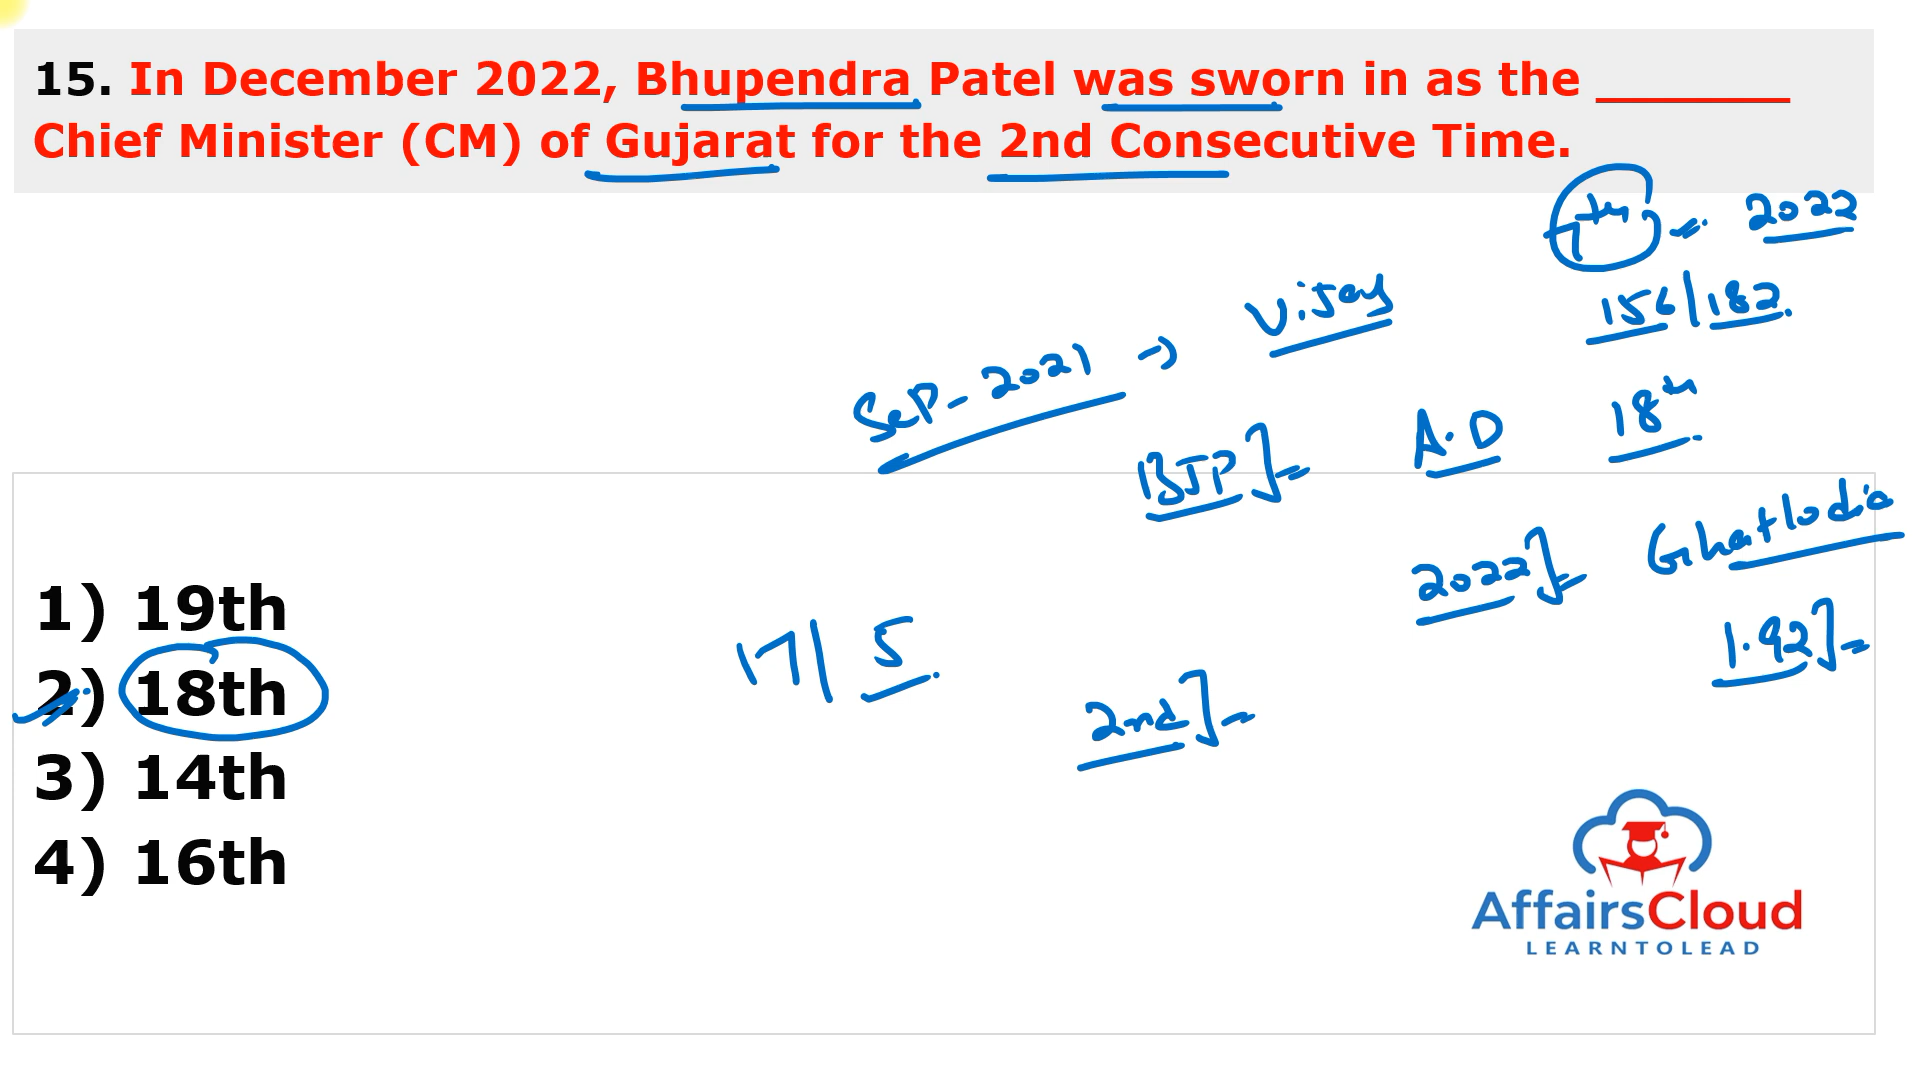 15. In December 2022, Bhupendra Patel was sworn in as the ________
Chief Minister (CM) of Gujarat for the 2nd Consecutive Time.
7th = 2022
156/182
Vijay
Sep-2021 →
18th
A.D
BJP] =
Ghatlodia
2022] =
1) 19th
17/5
1.92] =
2) 18th
2nd] =
3) 14th
4) 16th
AffairsCloud
LEARNTOLEAD